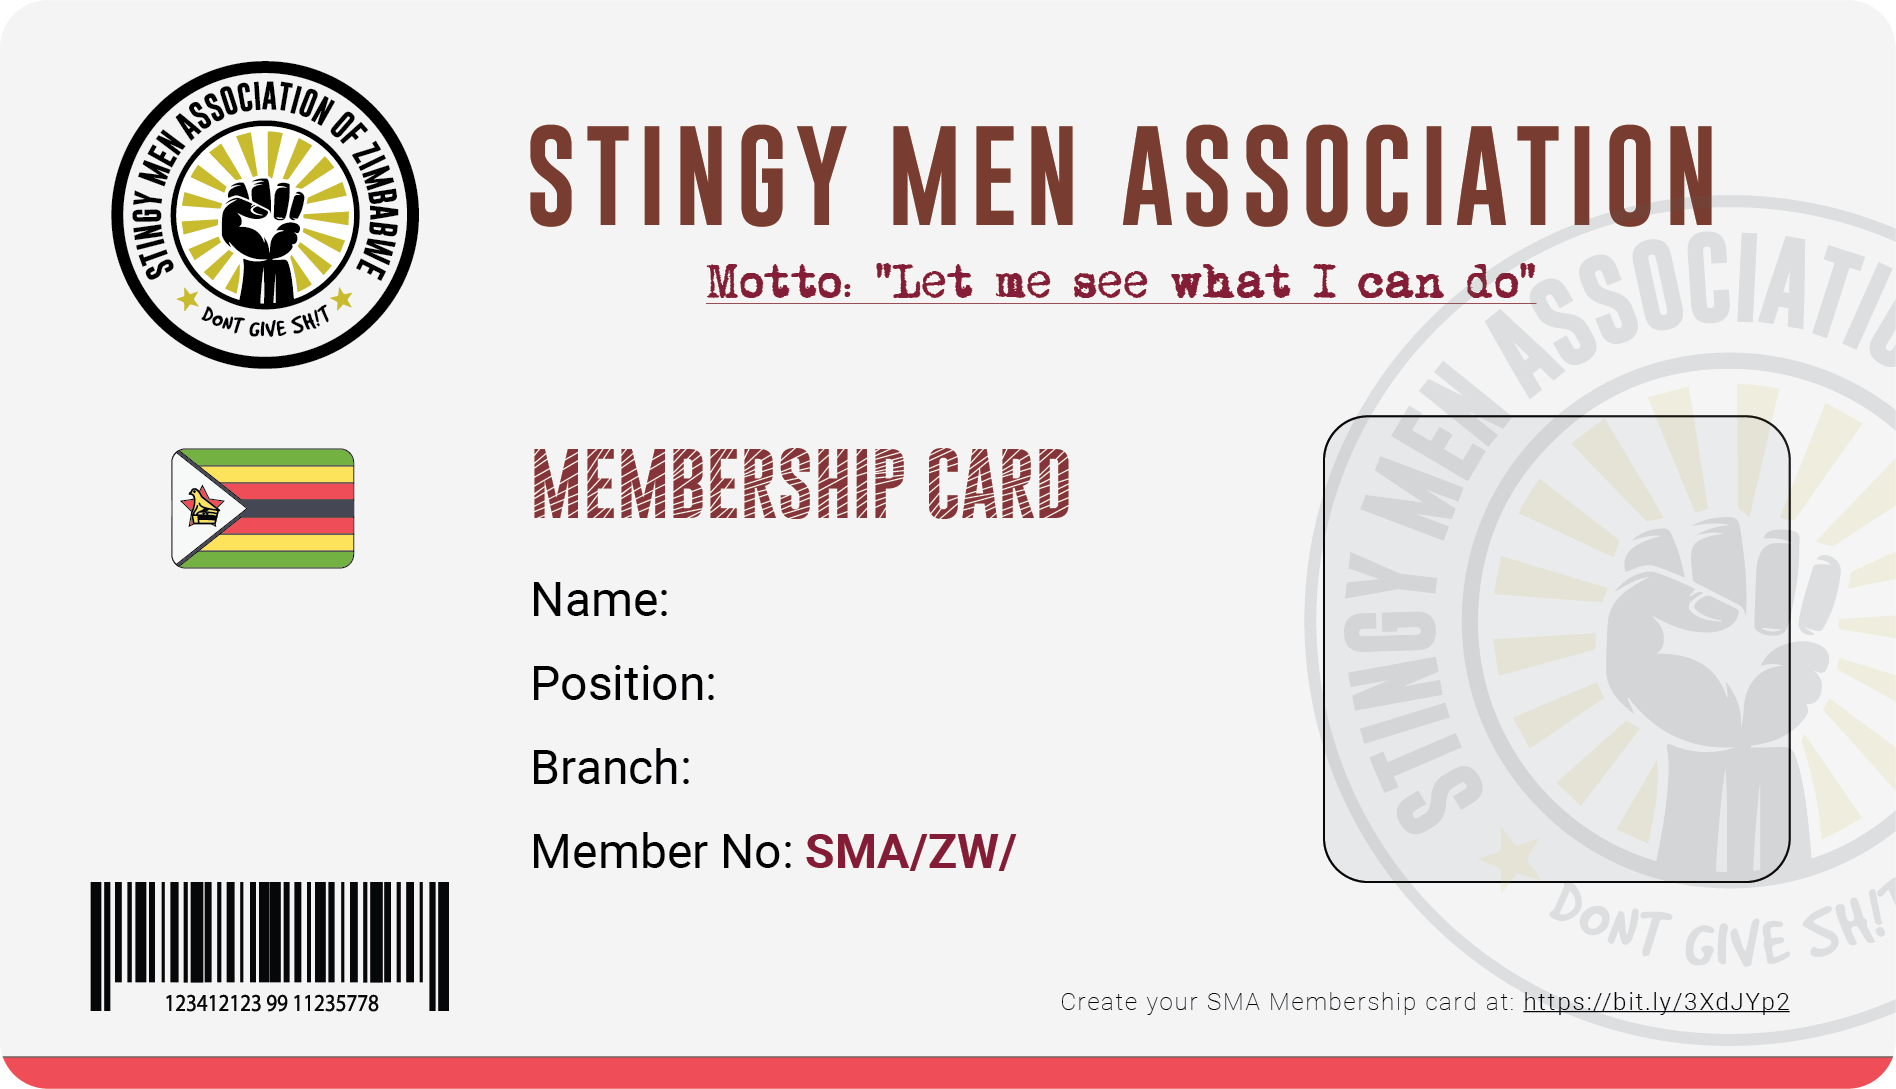 STINGY MEN ASSOCIATION OF ZIMBABWE
DONT GIVE SH!T
STINGY MEN ASSOCIATION
Motto: "Let me see what I can do"
MEMBERSHIP CARD
Name:
Position:
Branch:
Member No: SMA/ZW/
123412123 99 11235778
STINGY MEN ASSOCIATIO
DONT GIVE SH!T
Create your SMA Membership card at: https://bit.ly/3XdJYp2